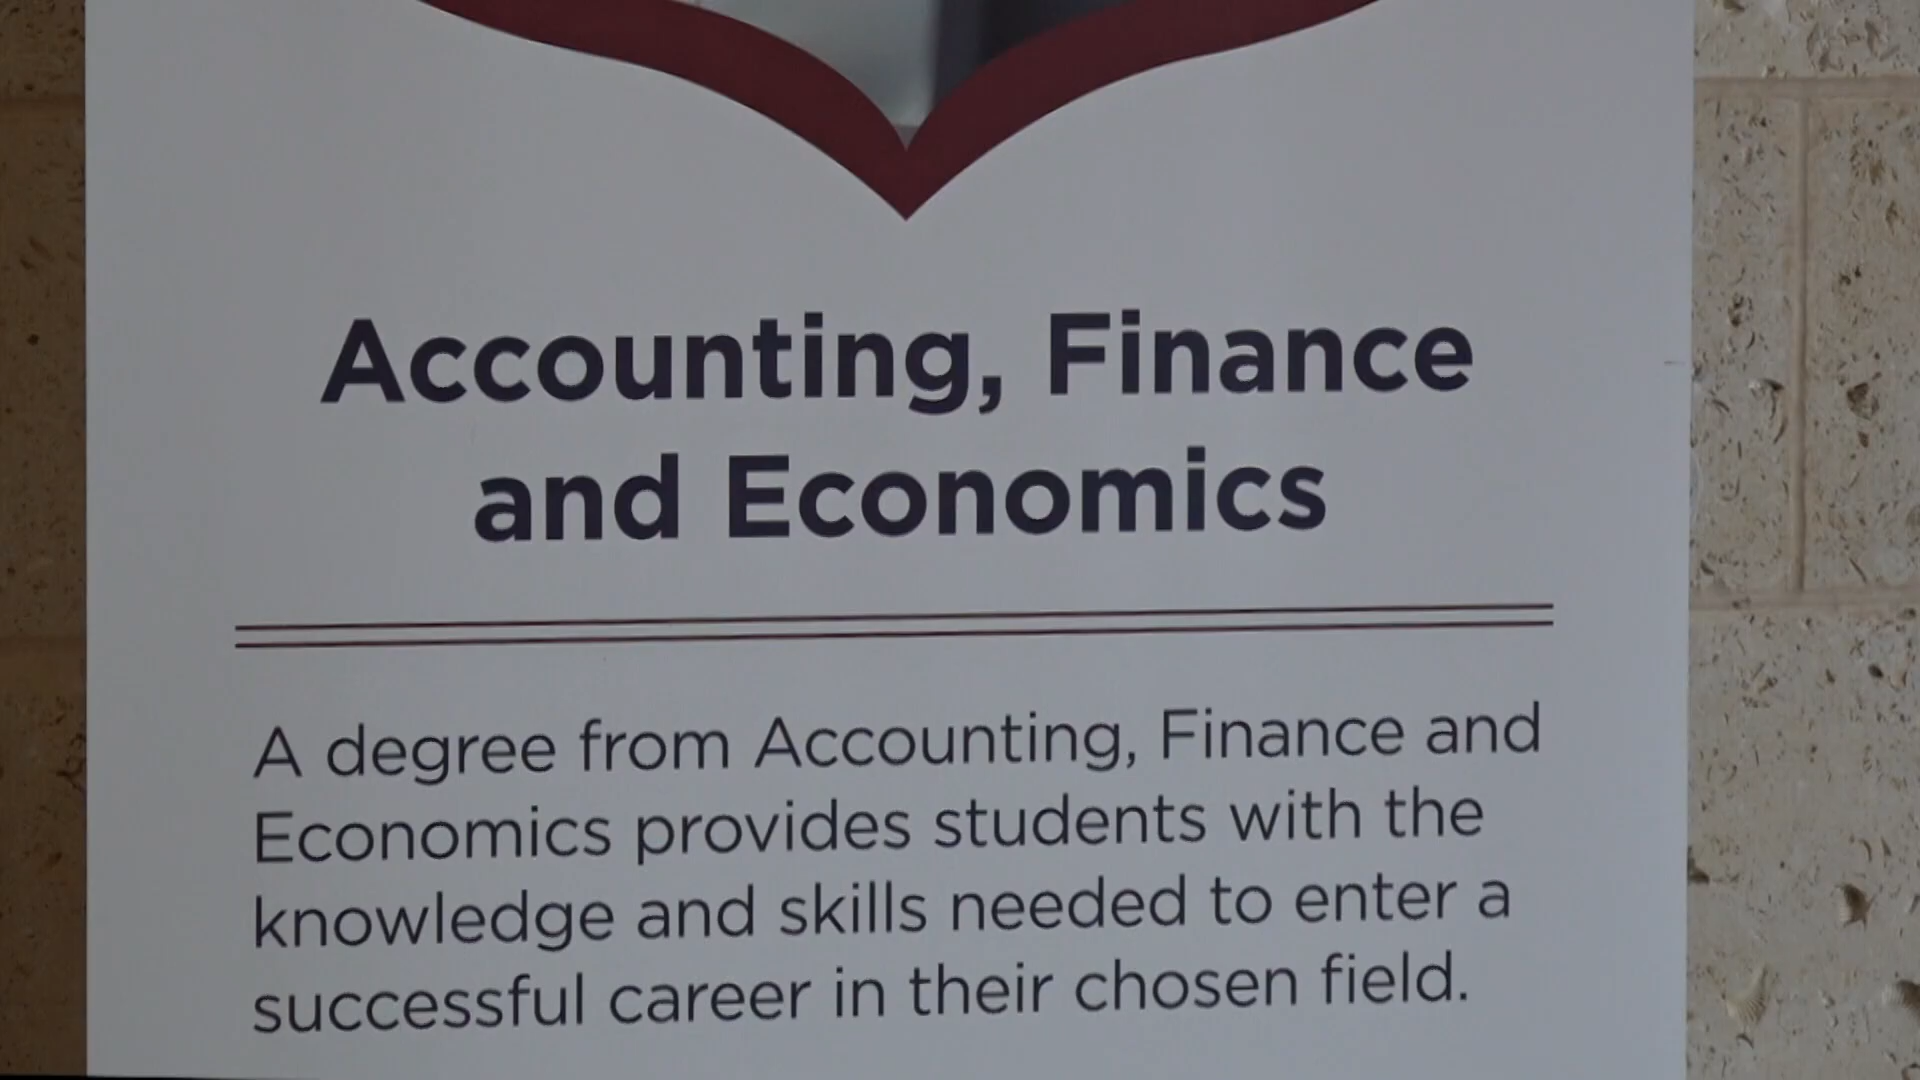 Accounting, Finance
and Economics
A degree from Accounting, Finance and
Economics provides students with the
knowledge and skills needed to enter a
successful career in their chosen field.